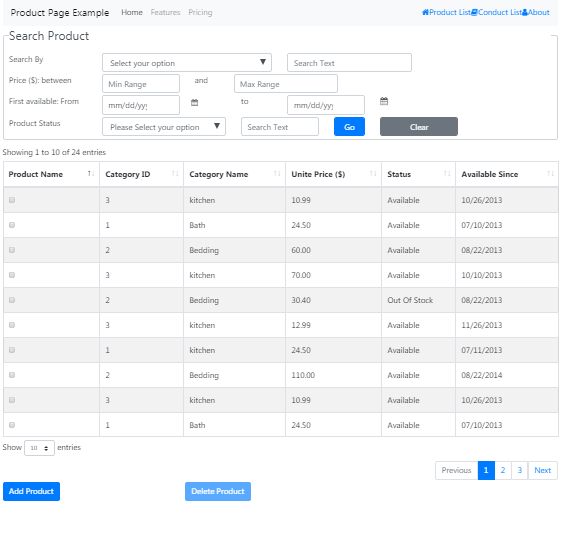 Product Page Example Home Features Pricing Product List Conduct List About
Search Product
Search By Select your option Search Text
Price ($): between Min Range and Max Range
First available: From mm/dd/yy to mm/dd/yy
Product Status Please Select your option Search Text Go Clear
Showing 1 to 10 of 24 entries
Product Name Category ID Category Name Unite Price ($) Status Available Since
3 kitchen 10.99 Available 10/26/2013
1 Bath 24.50 Available 07/10/2013
2 Bedding 60.00 Available 08/22/2013
3 kitchen 70.00 Available 10/10/2013
2 Bedding 30.40 Out Of Stock 08/22/2013
3 kitchen 12.99 Available 11/26/2013
1 kitchen 24.50 Available 07/11/2013
2 Bedding 110.00 Available 08/22/2014
3 kitchen 10.99 Available 10/26/2013
1 Bath 24.50 Available 07/10/2013
Show 10 entries
Previous 1 2 3 Next
Add Product Delete Product